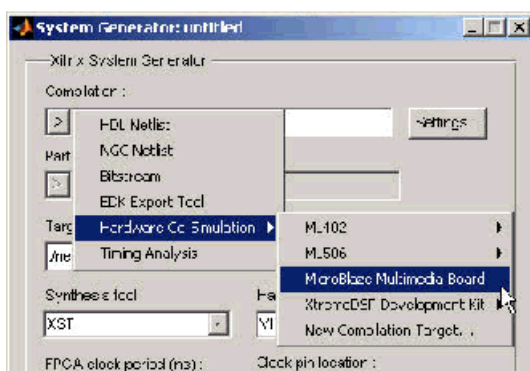 System Generator: untitled
Xilinx System Generator
Compilation :
> HDL Netlist Settings
NGC Netlist
Part
Bitstream
>
EDK Export Tool
Targ Hardware Co-Simulation ML402
/ne Timing Analysis ML506
MicroBlaze Multimedia Board
Synthesis tool Ha XtremeDSP Development Kit
XST New Compilation Target...
FPGA clock period (ns) : Clock pin location :